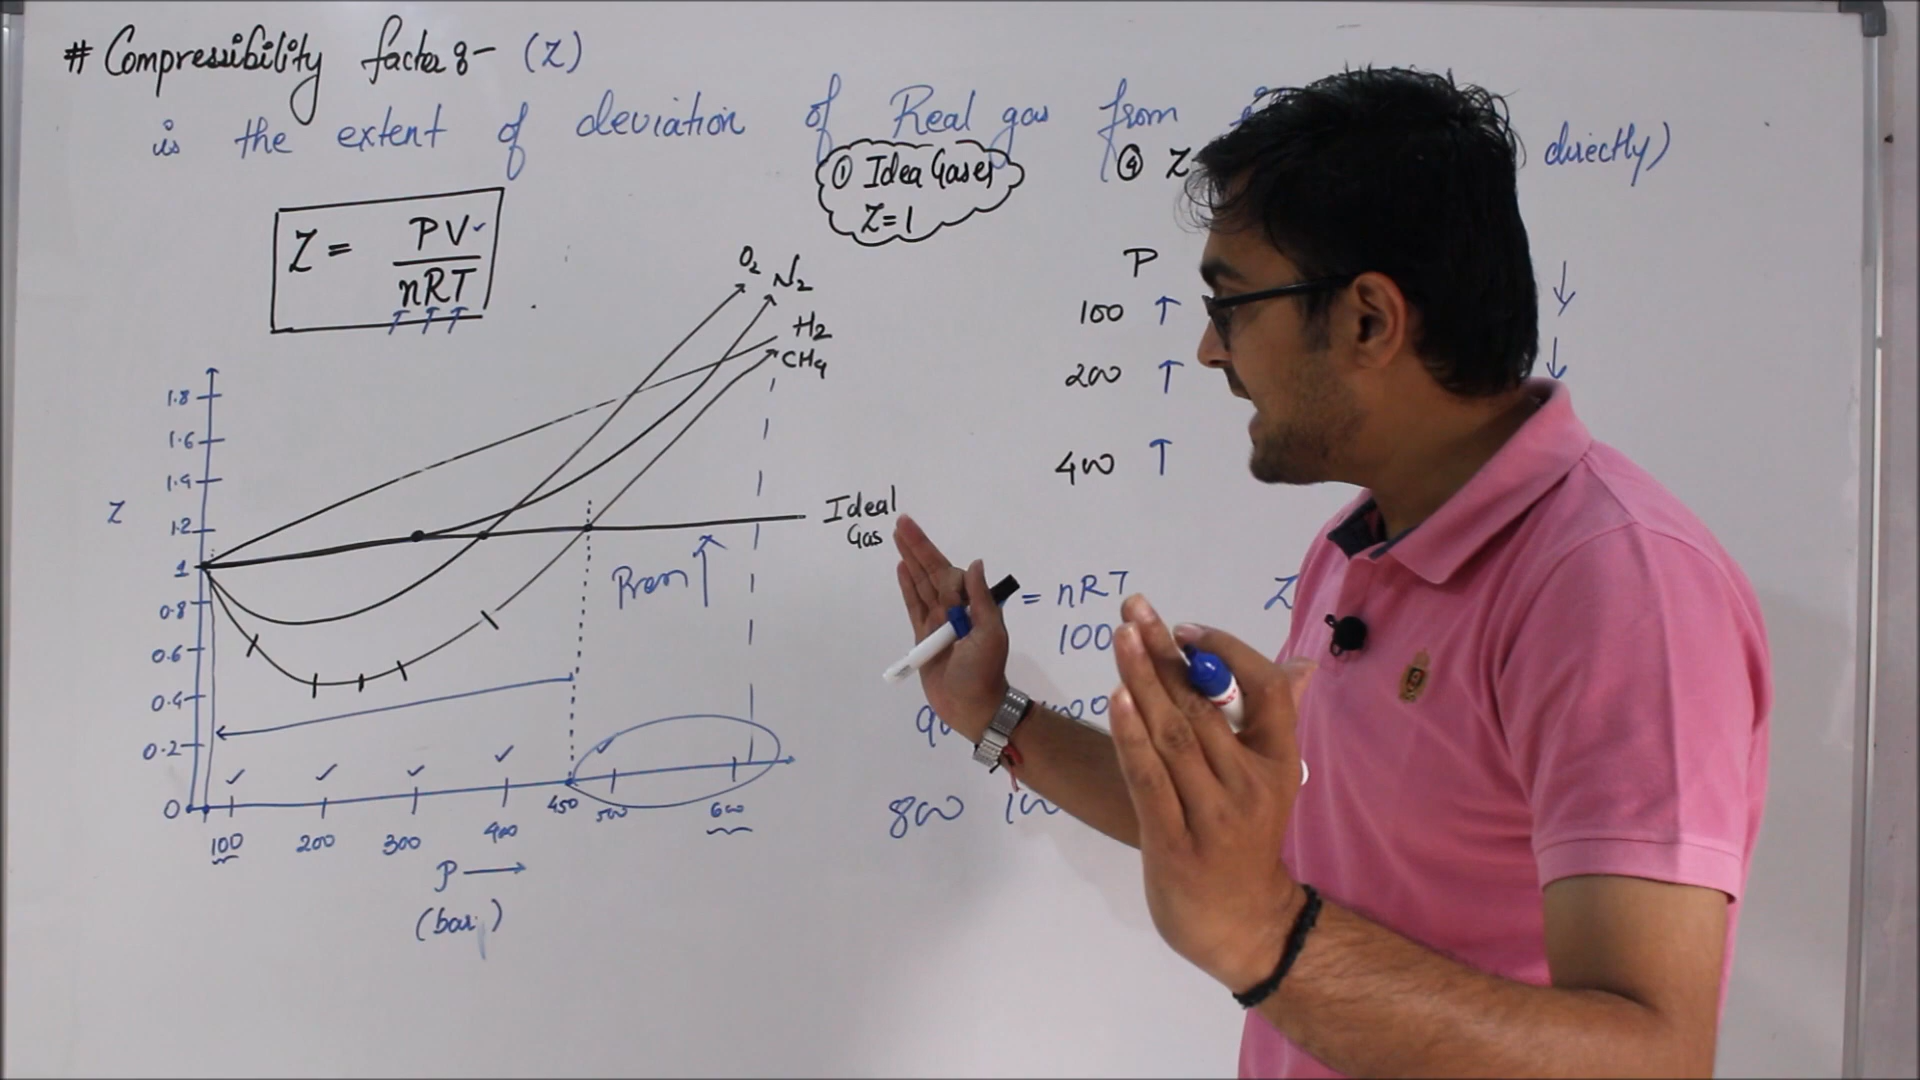 # Compressibility factor :- (Z)
is the extent of deviation of Real gas from
directly)
① Idea Gases
Z = 1
④ Z
Z = PV
nRT
O₂
N₂
H₂
CH₄
P
100 ↑ ↓
200 ↑ ↓
400 ↑
1.8
1.6
1.4
1.2
1
0.8
0.6
0.4
0.2
0
Z
Ideal
Gas
= nRT
100
Z
800
100 200 300 400 450 500 600
P →
(bar)